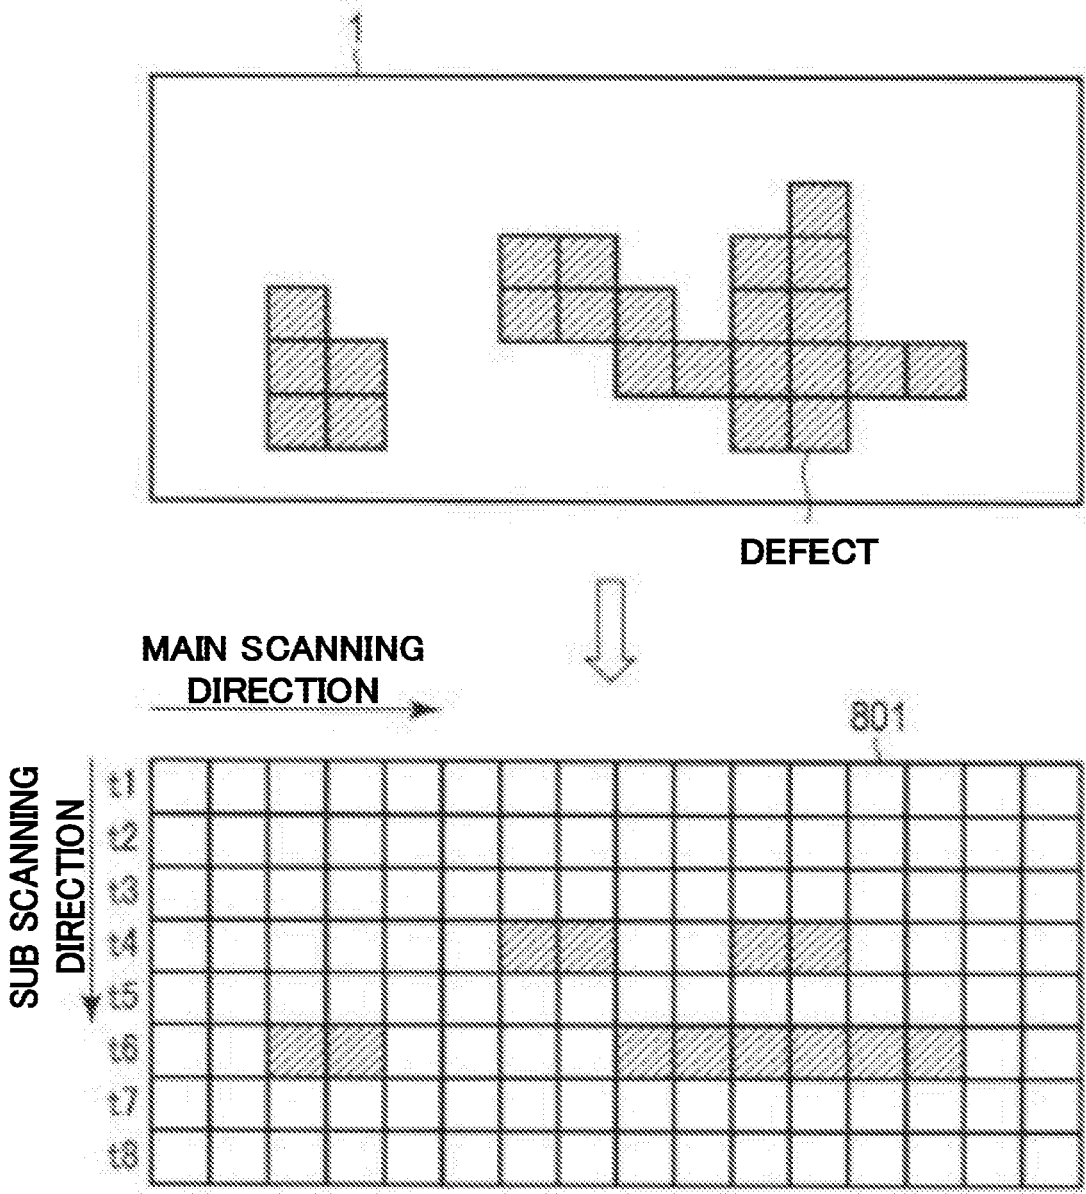 1
DEFECT
MAIN SCANNING
DIRECTION
801
SUB SCANNING
DIRECTION
t1
t2
t3
t4
t5
t6
t7
t8